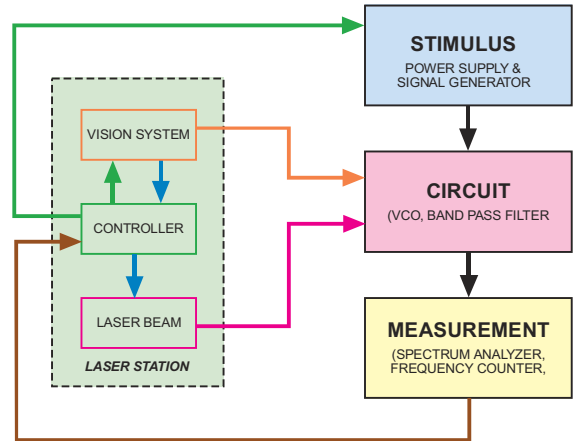 STIMULUS
POWER SUPPLY &
SIGNAL GENERATOR
VISION SYSTEM
CIRCUIT
(VCO, BAND PASS FILTER
CONTROLLER
LASER BEAM
MEASUREMENT
(SPECTRUM ANALYZER,
FREQUENCY COUNTER,
LASER STATION